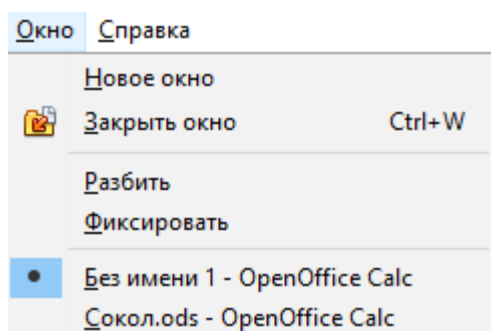 Окно Справка
Новое окно
Закрыть окно Ctrl+W
Разбить
Фиксировать
Без имени 1 - OpenOffice Calc
Сокол.ods - OpenOffice Calc